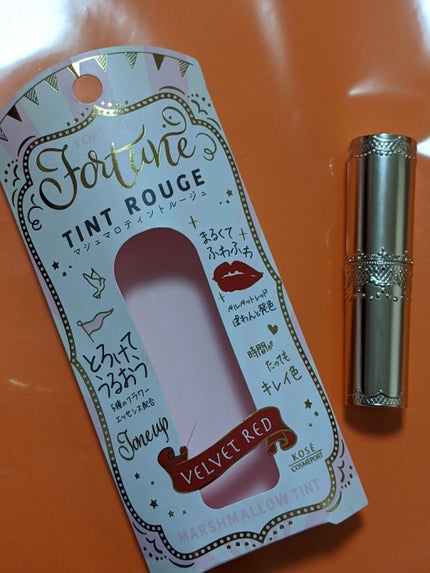 FORTUNE
Fortune
TINT ROUGE
マシュマロティントルージュ
まるくて
ふわふわ
ベルベットレッド
ぽわんと発色
とろけて、
うるおう
5種のフラワー
エッセンス配合
時間が
たっても
キレイ色
Tone up
VELVET RED
KOSÉ
COSMEPORT
MARSHMALLOW TINT